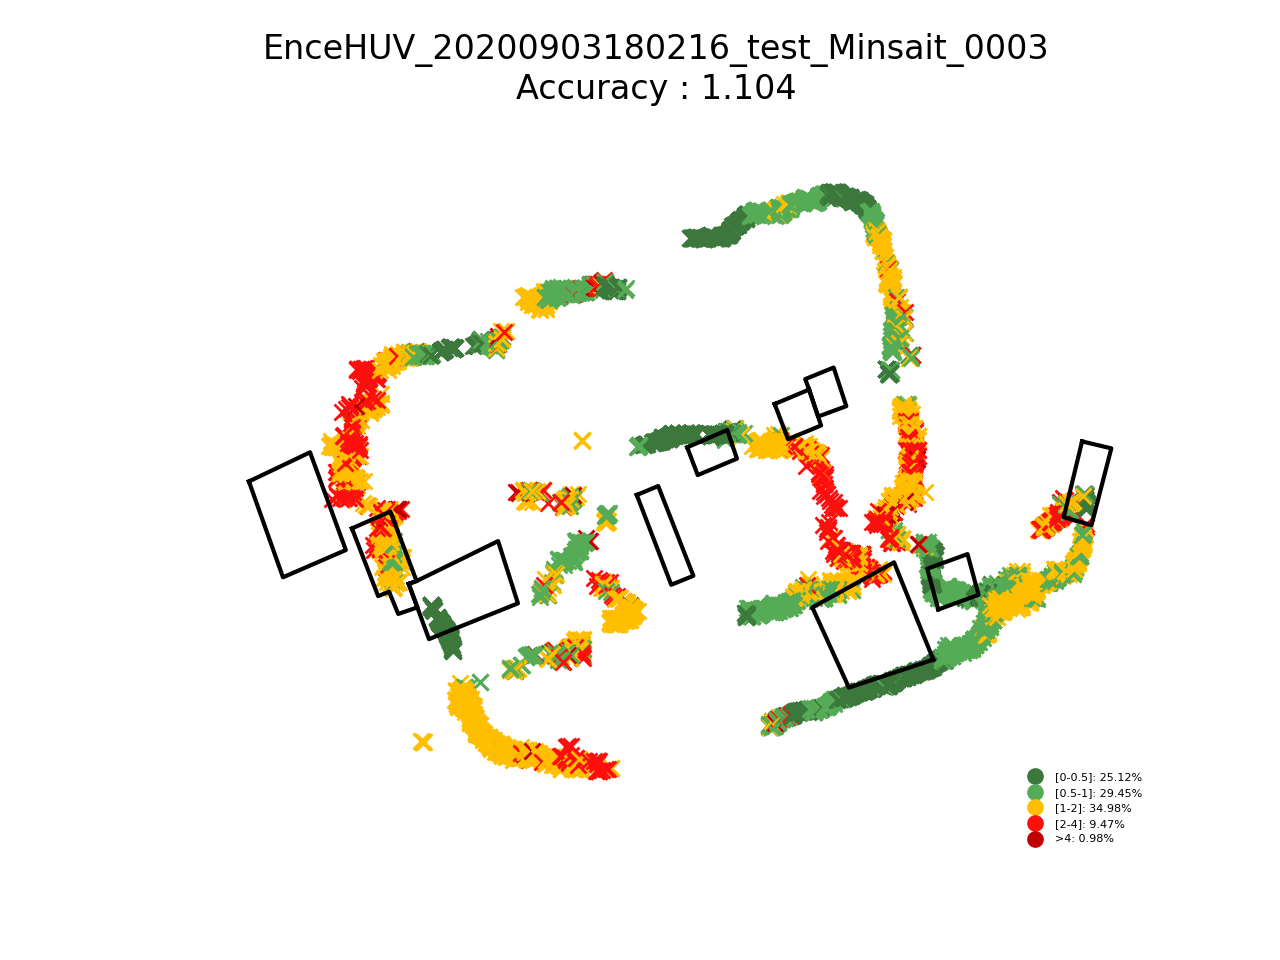 EnceHUV_20200903180216_test_Minsait_0003
Accuracy : 1.104
[0-0.5]: 25.12%
[0.5-1]: 29.45%
[1-2]: 34.98%
[2-4]: 9.47%
>4: 0.98%